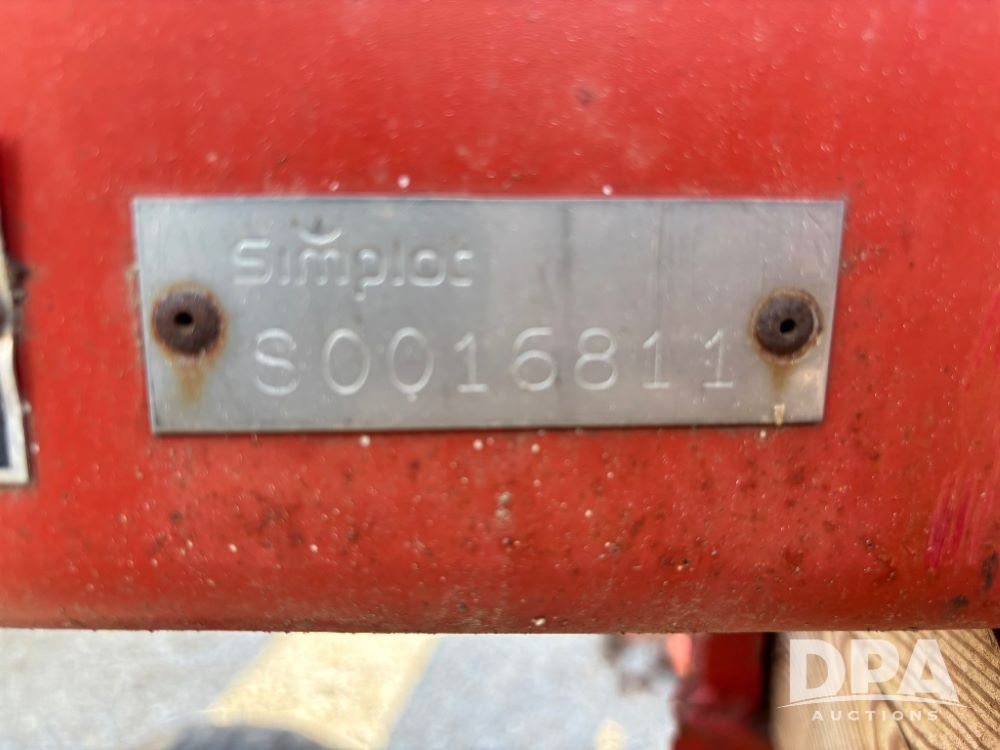 Simplot
S0016811
DPA
AUCTIONS